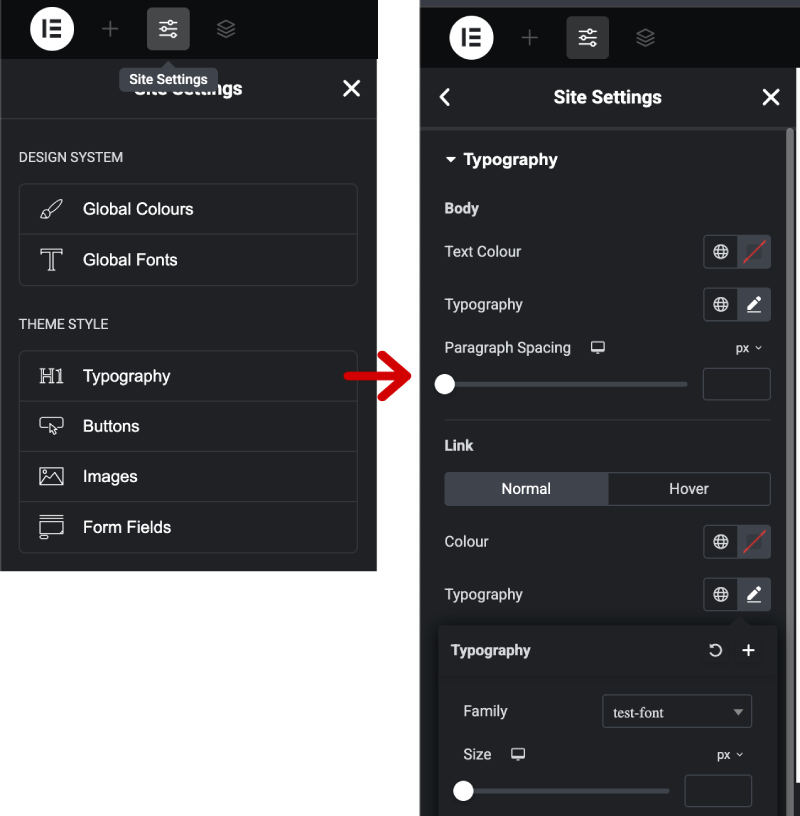 Site Settings
Site Settings
DESIGN SYSTEM
Global Colours
Global Fonts
THEME STYLE
H1 Typography
Buttons
Images
Form Fields
Site Settings
Typography
Body
Text Colour
Typography
Paragraph Spacing px
Link
Normal Hover
Colour
Typography
Typography
Family test-font
Size px